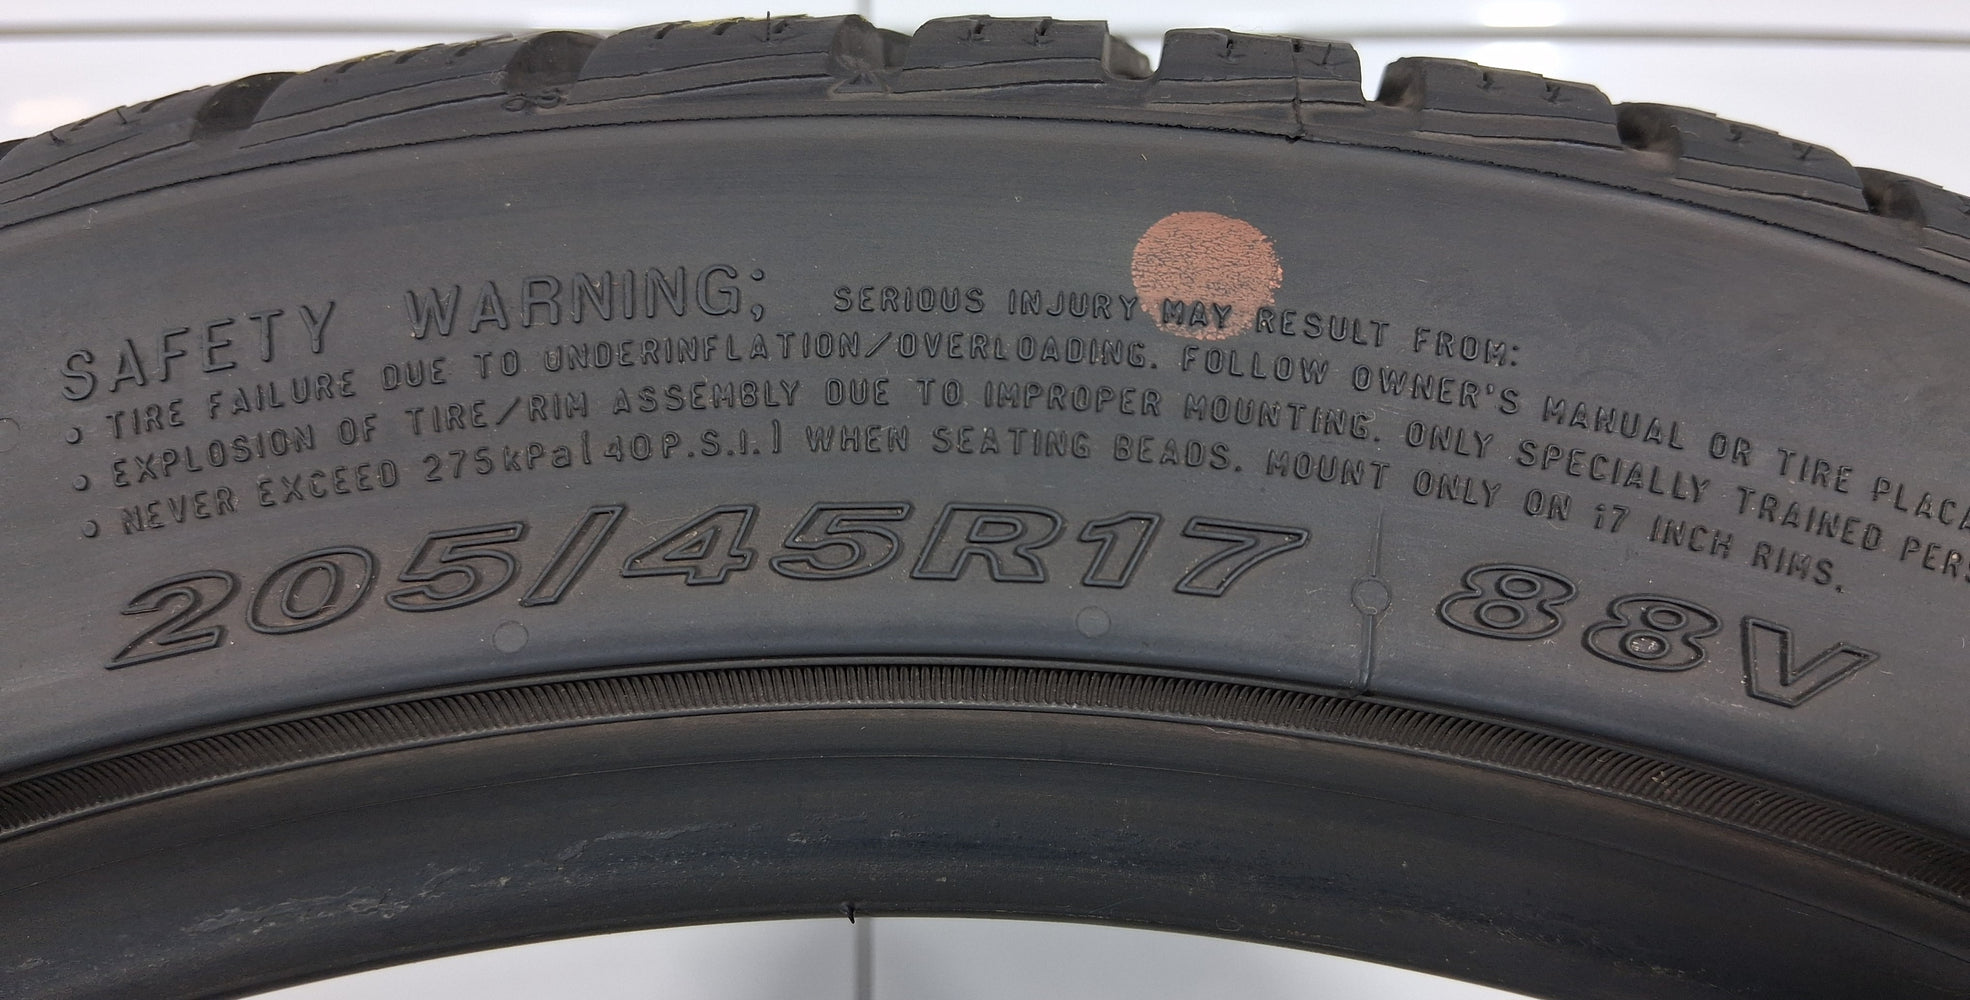 SAFETY WARNING; SERIOUS INJURY MAY RESULT FROM:
• TIRE FAILURE DUE TO UNDERINFLATION/OVERLOADING. FOLLOW OWNER'S MANUAL OR TIRE PLACA
• EXPLOSION OF TIRE/RIM ASSEMBLY DUE TO IMPROPER MOUNTING. ONLY SPECIALLY TRAINED PERS
• NEVER EXCEED 275kPa(40P.S.I.) WHEN SEATING BEADS. MOUNT ONLY ON 17 INCH RIMS.
205/45R17 88V